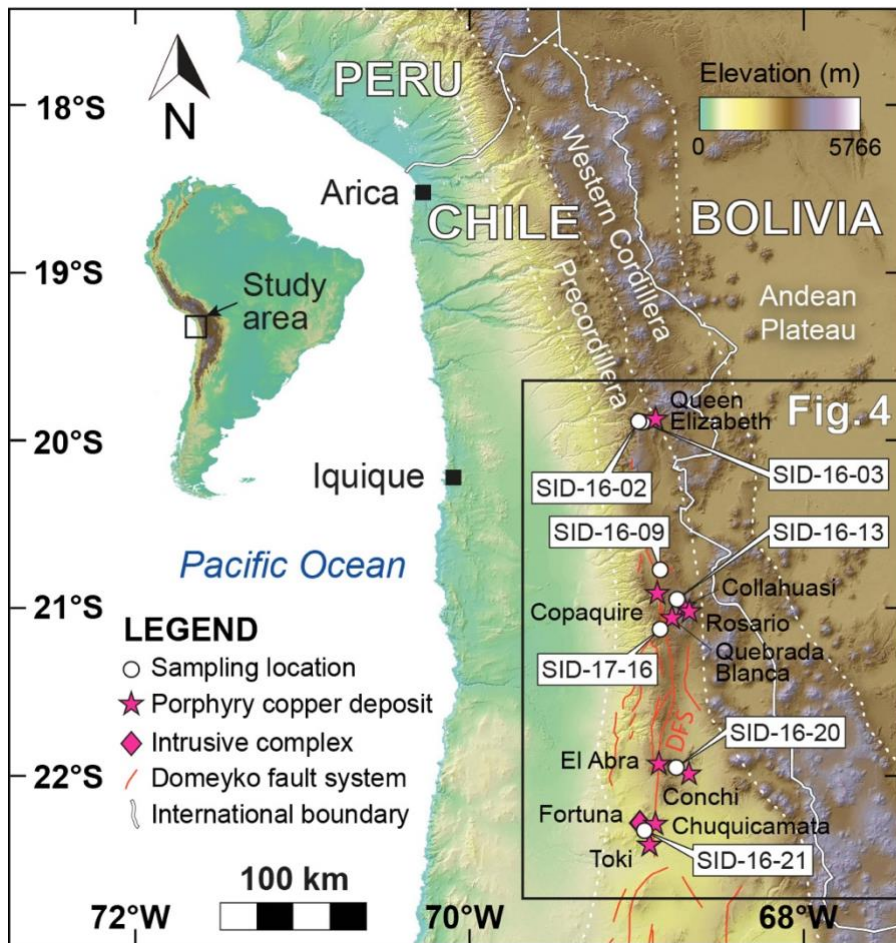 PERU
Elevation (m)
0 5766
18°S
N
Arica
CHILE
Western Cordillera
BOLIVIA
19°S
Study
area
Precordillera
Andean
Plateau
Queen
Elizabeth
Fig. 4
20°S
Iquique
SID-16-02
SID-16-03
SID-16-09
SID-16-13
Pacific Ocean
21°S
Copaquire
Collahuasi
Rosario
Quebrada
Blanca
SID-17-16
LEGEND
Sampling location
Porphyry copper deposit
Intrusive complex
Domeyko fault system
International boundary
DFS
SID-16-20
22°S
El Abra
Conchi
Fortuna
Chuquicamata
Toki
SID-16-21
100 km
72°W
70°W
68°W